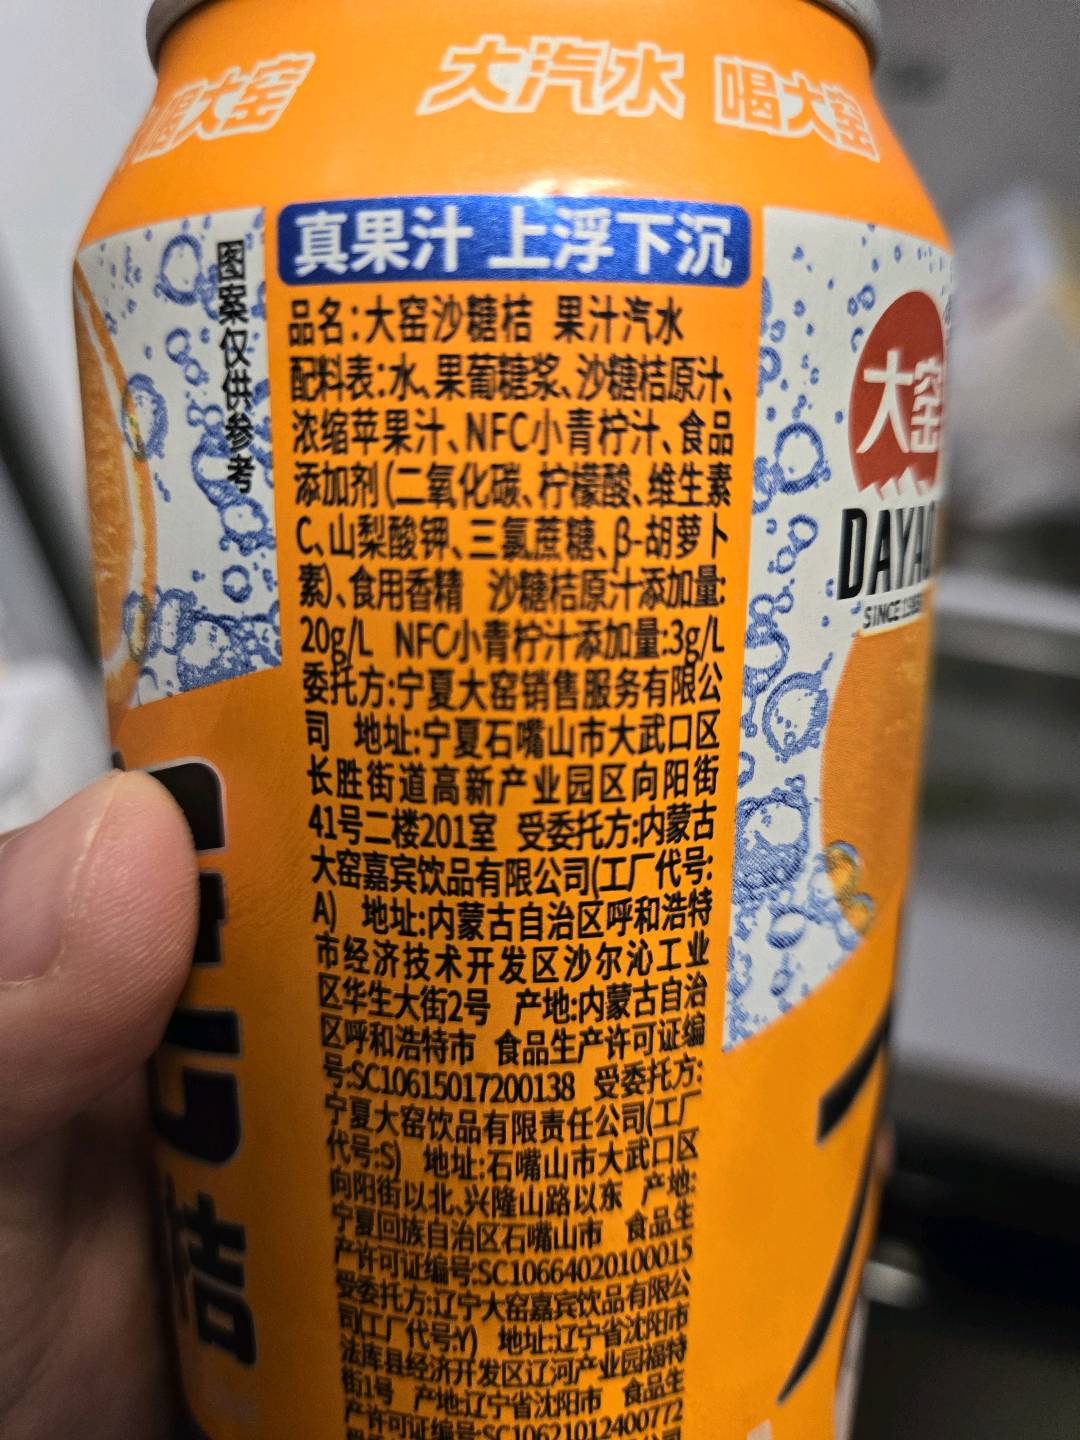 喝大窑
大汽水 喝大窑
真果汁 上浮下沉
图案仅供参考
品名:大窑沙糖桔 果汁汽水
配料表:水、果葡糖浆、沙糖桔原汁、
浓缩苹果汁、NFC小青柠汁、食品
添加剂(二氧化碳、柠檬酸、维生素
C、山梨酸钾、三氯蔗糖、β-胡萝卜
素)、食用香精 沙糖桔原汁添加量:
20g/L NFC小青柠汁添加量:3g/L
委托方:宁夏大窑销售服务有限公
司 地址:宁夏石嘴山市大武口区
长胜街道高新产业园区向阳街
41号二楼201室 受委托方:内蒙古
大窑嘉宾饮品有限公司(工厂代号:
A) 地址:内蒙古自治区呼和浩特
市经济技术开发区沙尔沁工业
区华生大街2号 产地:内蒙古自治
区呼和浩特市 食品生产许可证编
号:SC10615017200138 受委托方:
宁夏大窑饮品有限责任公司(工厂
代号:S) 地址:石嘴山市大武口区
向阳街以北、兴隆山路以东 产地:
宁夏回族自治区石嘴山市 食品生
产许可证编号:SC10664020100015
受委托方:辽宁大窑嘉宾饮品有限公
司(工厂代号:Y) 地址:辽宁省沈阳市
法库县经济开发区辽河产业园福特
街1号 产地:辽宁省沈阳市 食品生
产许可证编号:SC10621012400772
大窑
DAYAO
SINCE
桔